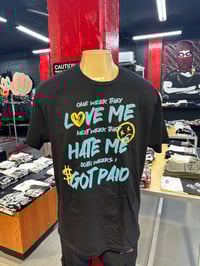 CAUTION
ONE WEEK THEY
LOVE ME
NEXT WEEK THEY
HATE ME
BOTH WEEKS I
GOT PAID